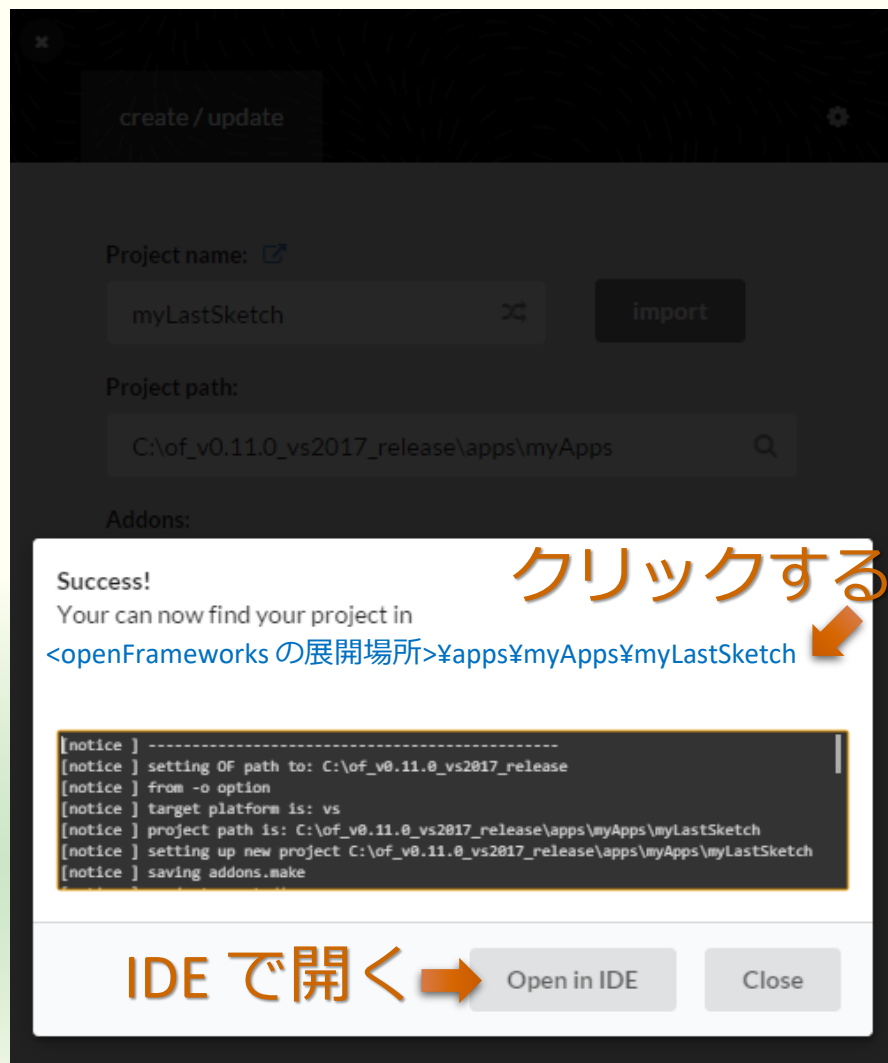 create / update
Project name:
myLastSketch
import
Project path:
C:\of_v0.11.0_vs2017_release\apps\myApps
Addons:
クリックする
Success!
Your can now find your project in
<openFrameworks の展開場所>¥apps¥myApps¥myLastSketch
[notice ] -----------------------------------------------
[notice ] setting OF path to: C:\of_v0.11.0_vs2017_release
[notice ] from -o option
[notice ] target platform is: vs
[notice ] project path is: C:\of_v0.11.0_vs2017_release\apps\myApps\myLastSketch
[notice ] setting up new project C:\of_v0.11.0_vs2017_release\apps\myApps\myLastSketch
[notice ] saving addons.make
IDE で開く
Open in IDE
Close